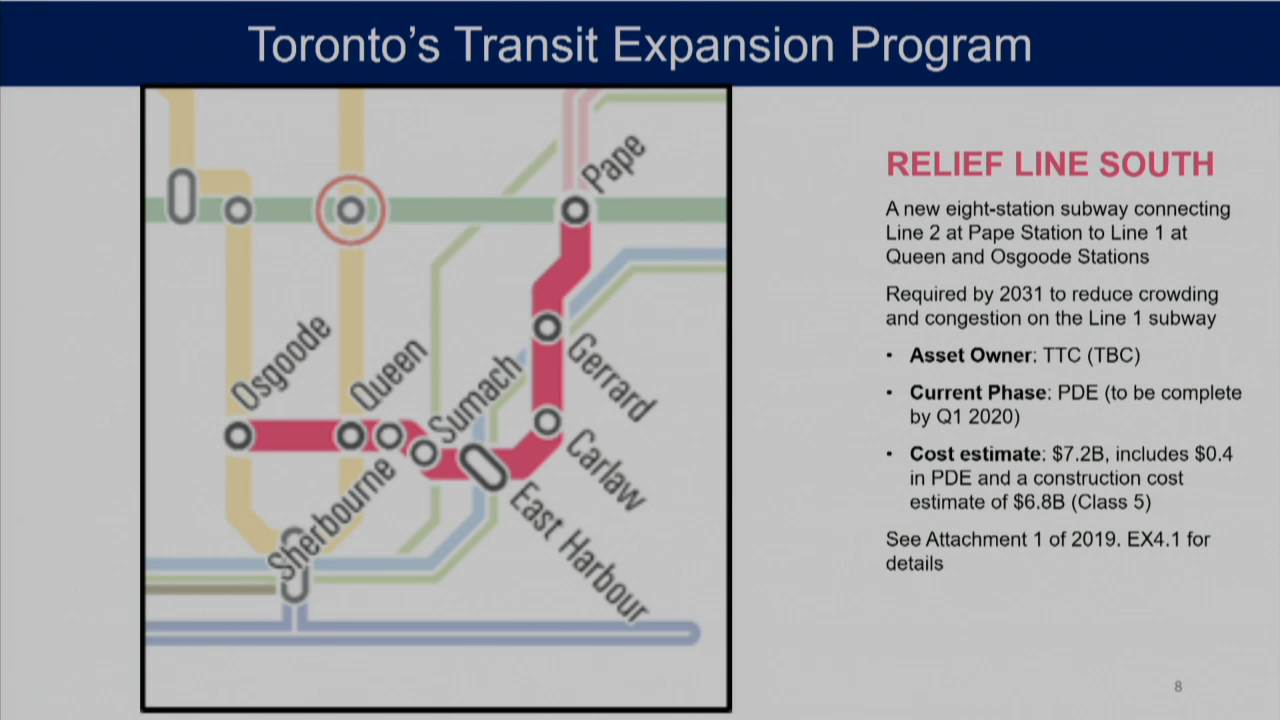 Toronto's Transit Expansion Program
Pape
Osgoode
Queen
Sumach
Gerrard
Sherbourne
Carlaw
East Harbour
RELIEF LINE SOUTH
A new eight-station subway connecting
Line 2 at Pape Station to Line 1 at
Queen and Osgoode Stations
Required by 2031 to reduce crowding
and congestion on the Line 1 subway
• Asset Owner: TTC (TBC)
• Current Phase: PDE (to be complete
by Q1 2020)
• Cost estimate: $7.2B, includes $0.4
in PDE and a construction cost
estimate of $6.8B (Class 5)
See Attachment 1 of 2019. EX4.1 for
details
8